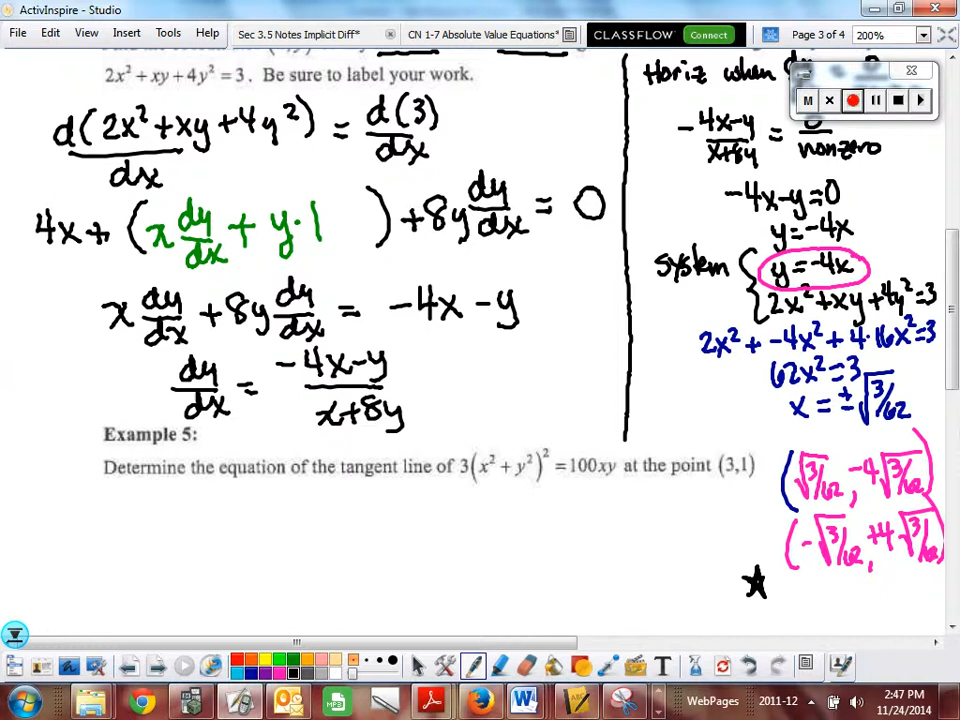 ActivInspire - Studio
File Edit View Insert Tools Help
Sec 3.5 Notes Implicit Diff*
CN 1-7 Absolute Value Equations*
CLASSFLOW Connect
Page 3 of 4
200%
2x² + xy + 4y² = 3. Be sure to label your work.
d(2x² + xy + 4y²)/dx = d(3)/dx
4x + (x dy/dx + y·1) + 8y dy/dx = 0
x dy/dx + 8y dy/dx = -4x - y
dy/dx = (-4x-y)/(x+8y)
Horiz when
-4x-y/x+8y = 0/nonzero
-4x-y=0
y=-4x
system { y=-4x
2x²+xy+4y²=3
2x² + -4x² + 4·16x² = 3
62x² = 3
x = ±√3/62
(√3/62, -4√3/62)
(-√3/62, +4√3/62)
Example 5:
Determine the equation of the tangent line of 3(x² + y²)² = 100xy at the point (3,1)
WebPages
2011-12
2:47 PM
11/24/2014